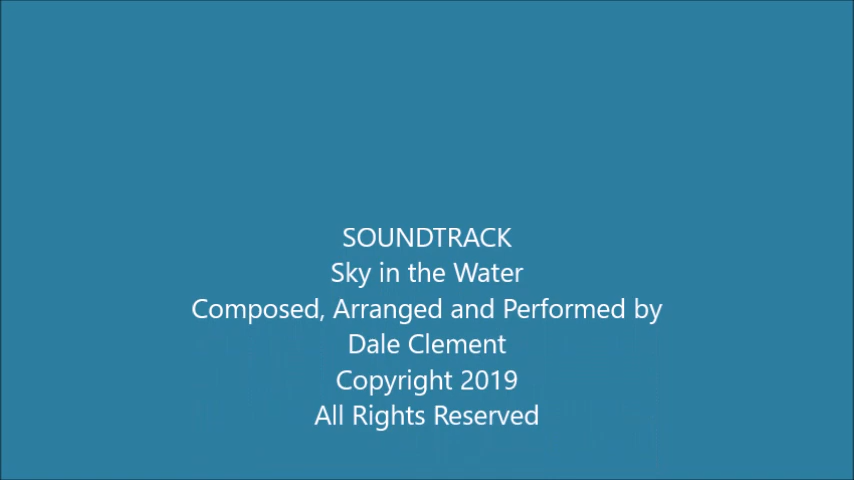 SOUNDTRACK
Sky in the Water
Composed, Arranged and Performed by
Dale Clement
Copyright 2019
All Rights Reserved